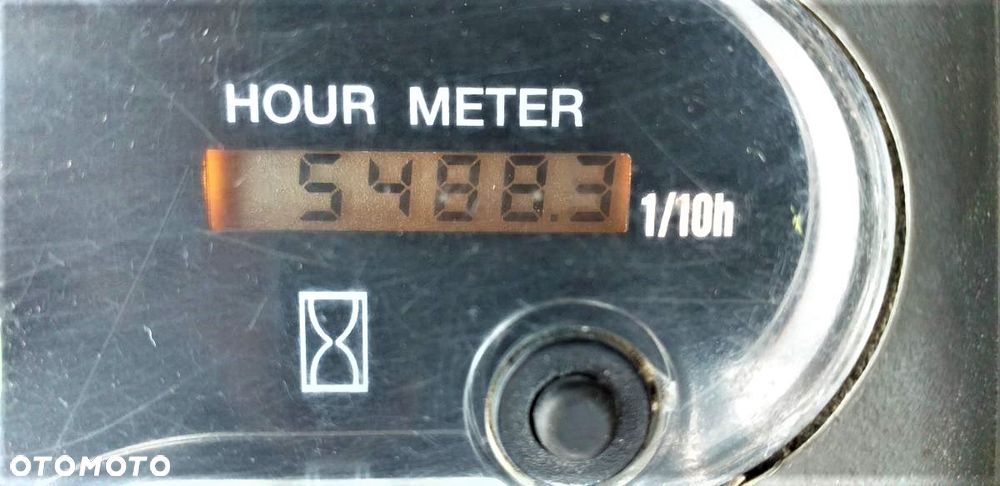 HOUR METER
5488.3
1/10h
OTOMOTO